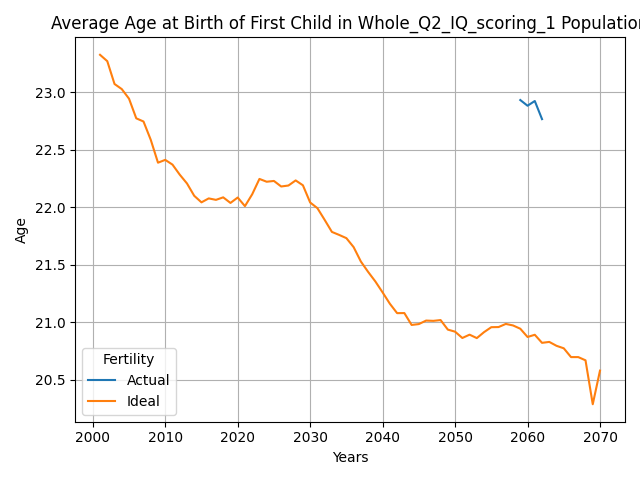 Average Age at Birth of First Child in Whole_Q2_IQ_scoring_1 Population
Age
23.0
22.5
22.0
21.5
21.0
20.5
Fertility
Actual
Ideal
2000 2010 2020 2030 2040 2050 2060 2070
Years